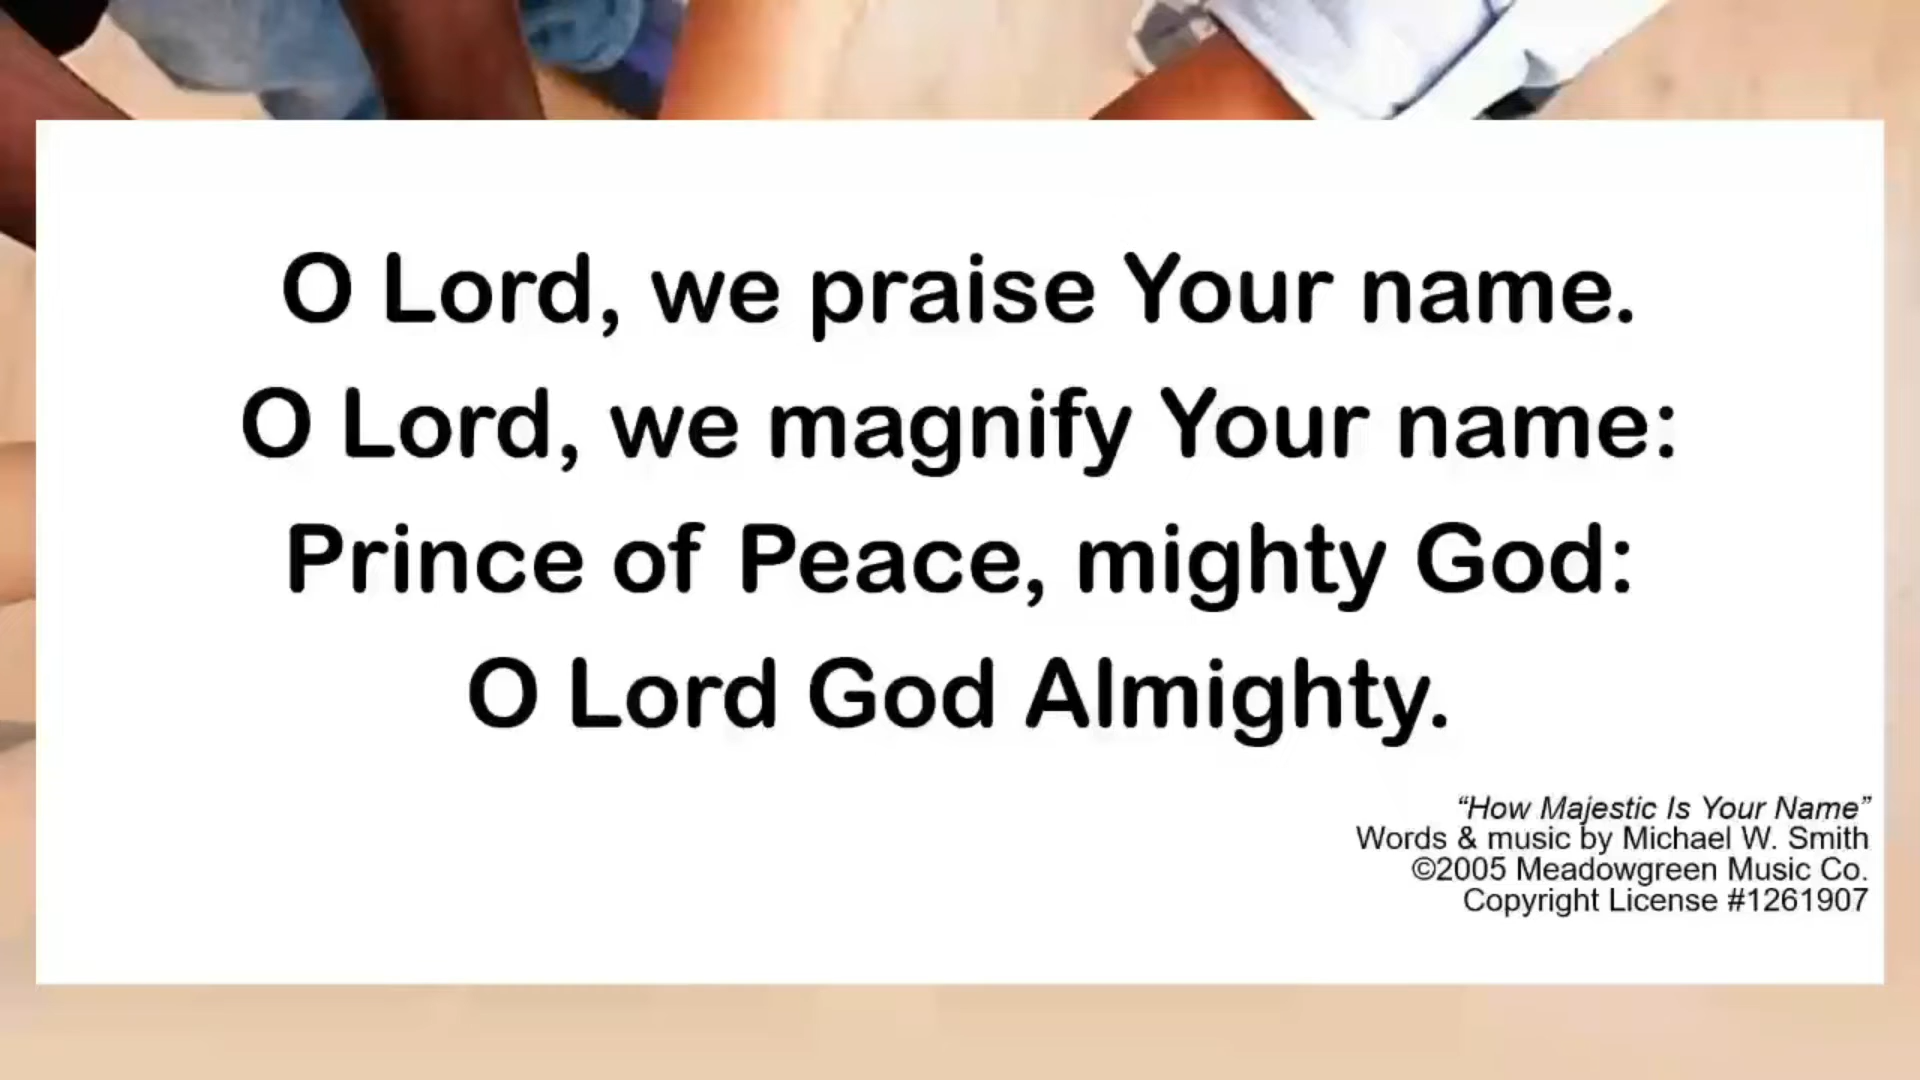 O Lord, we praise Your name.
O Lord, we magnify Your name:
Prince of Peace, mighty God:
O Lord God Almighty.
“How Majestic Is Your Name”
Words & music by Michael W. Smith
©2005 Meadowgreen Music Co.
Copyright License #1261907